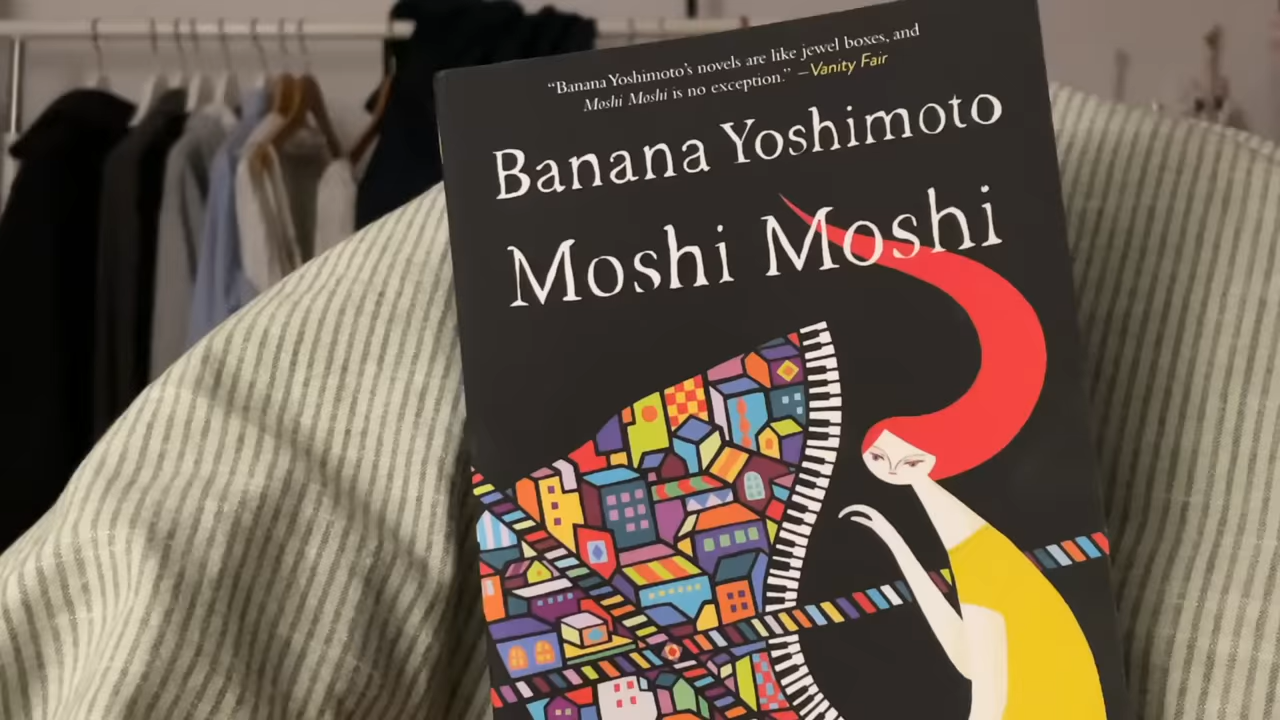 “Banana Yoshimoto’s novels are like jewel boxes, and
Moshi Moshi is no exception.” —Vanity Fair
Banana Yoshimoto
Moshi Moshi